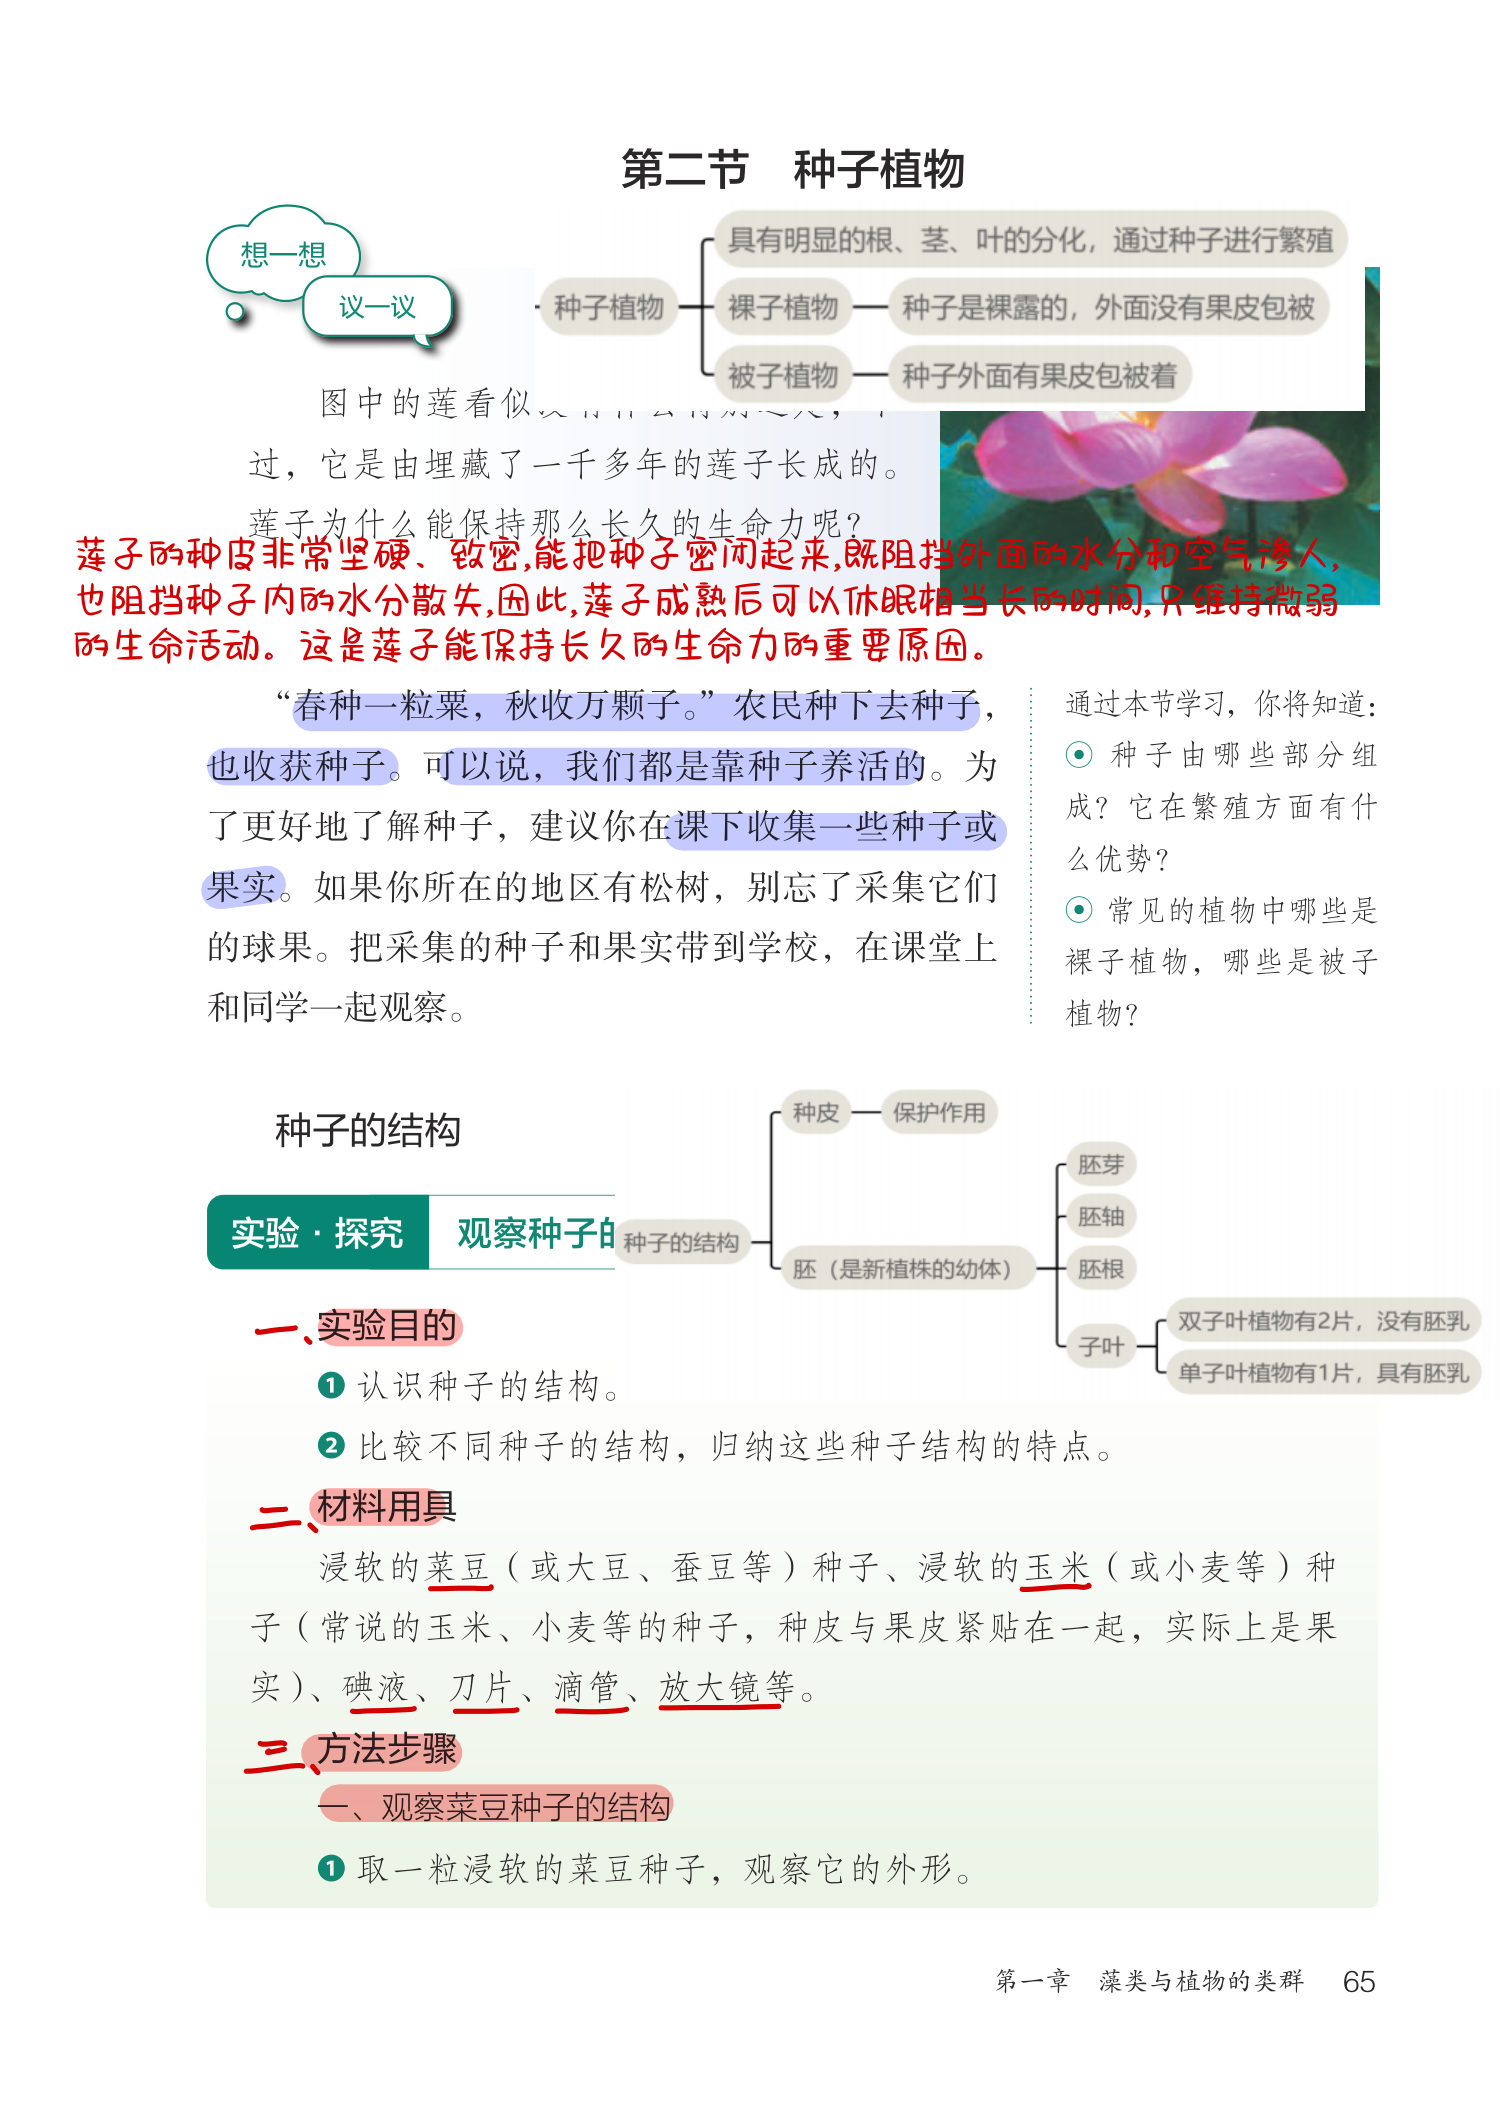 第二节 种子植物
想一想
议一议
具有明显的根、茎、叶的分化，通过种子进行繁殖
种子植物
裸子植物
种子是裸露的，外面没有果皮包被
被子植物
种子外面有果皮包被着
图中的莲看似
过，它是由埋藏了一千多年的莲子长成的。
莲子为什么能保持那么长久的生命力呢？
莲子的种皮非常坚硬、致密,能把种子密闭起来,既阻挡外面的水分和空气渗人,
也阻挡种子内的水分散失,因此,莲子成熟后可以休眠相当长的时间,只维持微弱
的生命活动。这是莲子能保持长久的生命力的重要原因。
“春种一粒粟，秋收万颗子。”农民种下去种子，
也收获种子。可以说，我们都是靠种子养活的。为
了更好地了解种子，建议你在课下收集一些种子或
果实。如果你所在的地区有松树，别忘了采集它们
的球果。把采集的种子和果实带到学校，在课堂上
和同学一起观察。
通过本节学习，你将知道：
种子由哪些部分组
成？它在繁殖方面有什
么优势？
常见的植物中哪些是
裸子植物，哪些是被子
植物？
种子的结构
种皮
保护作用
种子的结构
胚（是新植株的幼体）
胚芽
胚轴
胚根
子叶
双子叶植物有2片，没有胚乳
单子叶植物有1片，具有胚乳
实验·探究 观察种子的
一、实验目的
1 认识种子的结构。
2 比较不同种子的结构，归纳这些种子结构的特点。
二、材料用具
浸软的菜豆（或大豆、蚕豆等）种子、浸软的玉米（或小麦等）种
子（常说的玉米、小麦等的种子，种皮与果皮紧贴在一起，实际上是果
实）、碘液、刀片、滴管、放大镜等。
三、方法步骤
一、观察菜豆种子的结构
1 取一粒浸软的菜豆种子，观察它的外形。
第一章 藻类与植物的类群 65